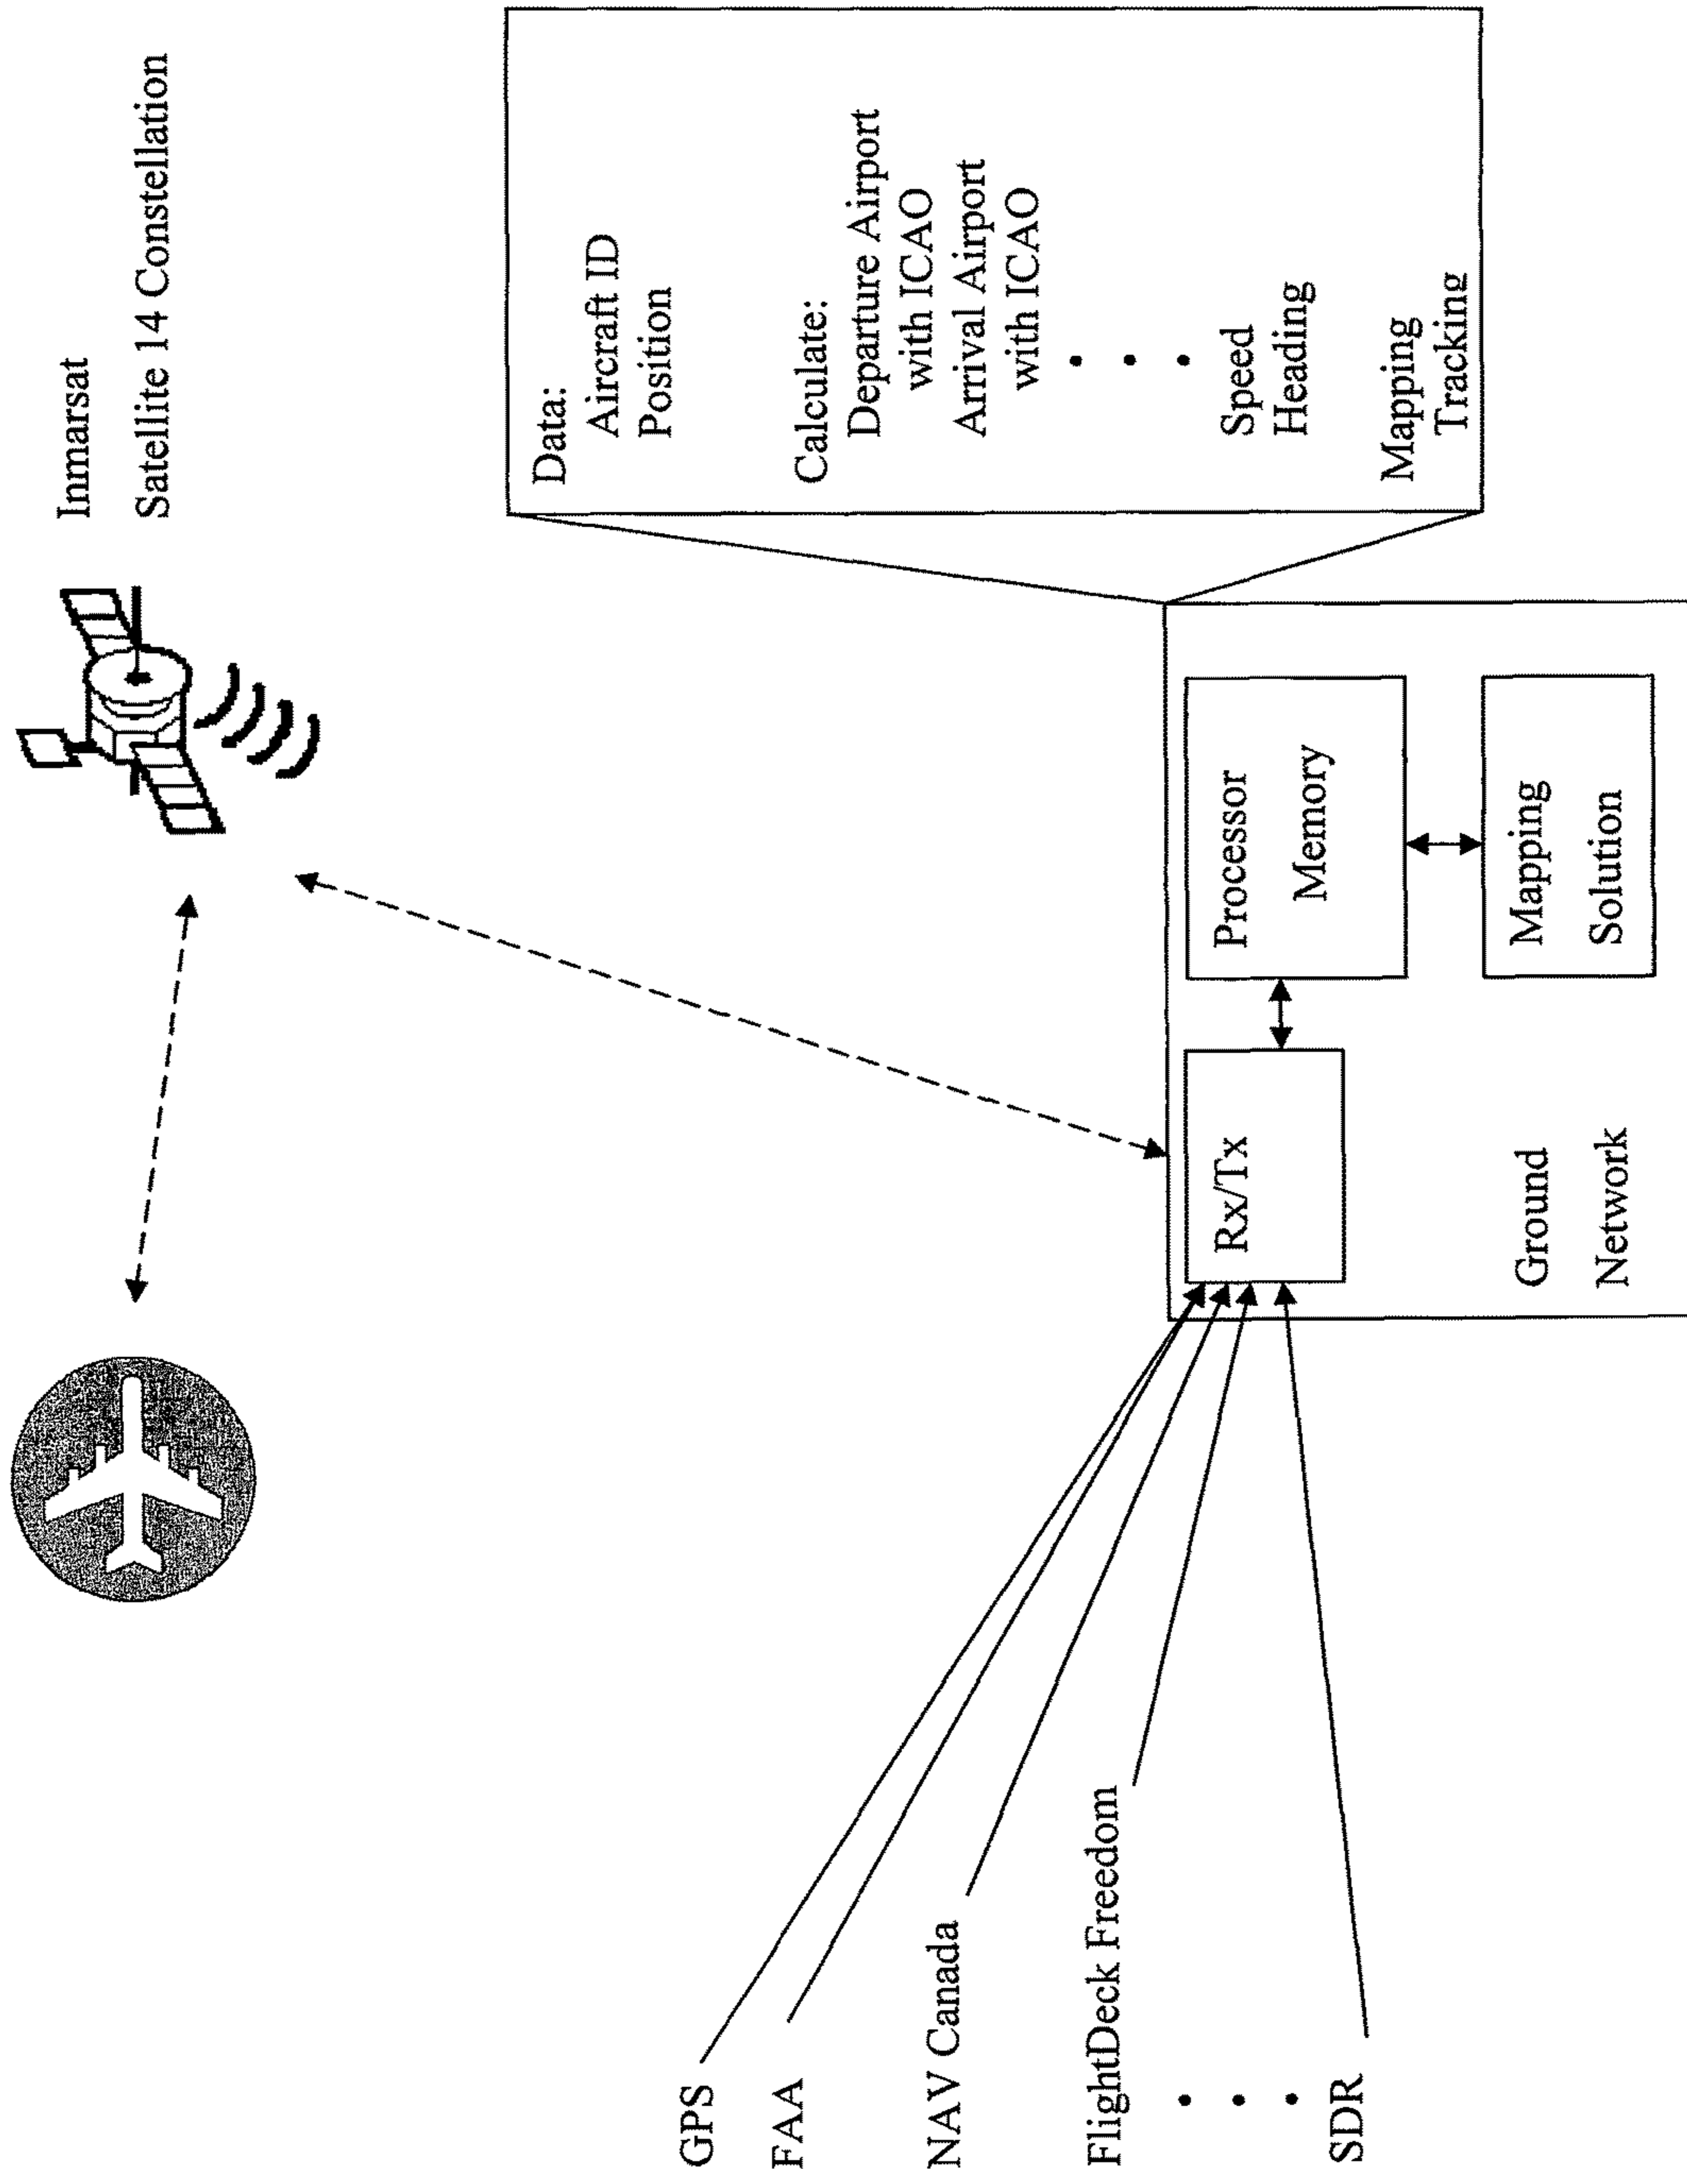 Inmarsat
Satellite 14 Constellation
GPS
FAA
NAV Canada
FlightDeck Freedom
SDR
Rx/Tx
Processor
Memory
Mapping
Solution
Ground
Network
Data:
Aircraft ID
Position
Calculate:
Departure Airport
with ICAO
Arrival Airport
with ICAO
Speed
Heading
Mapping
Tracking